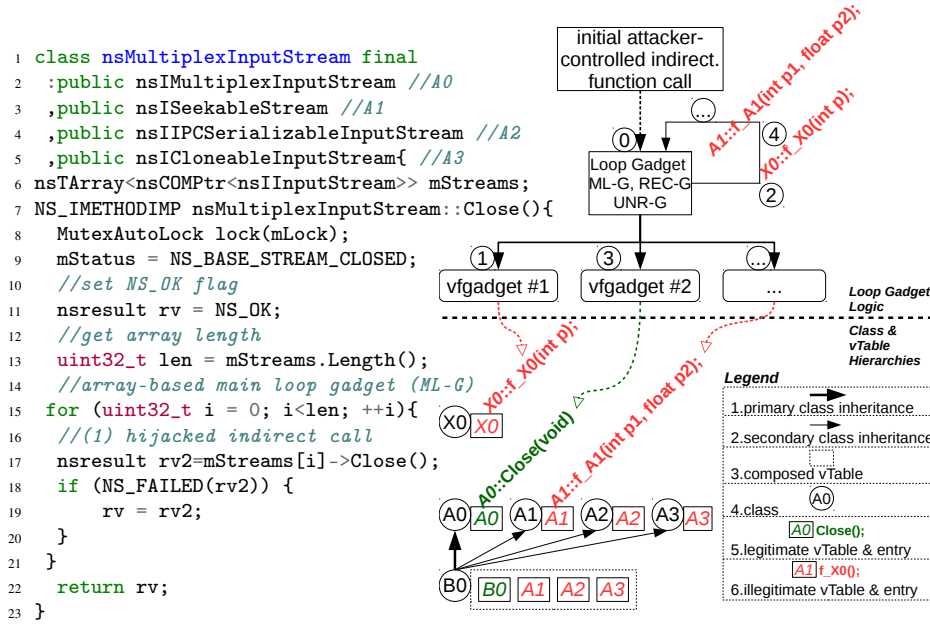 1 class nsMultiplexInputStream final
2 :public nsIMultiplexInputStream //A0
3 ,public nsISeekableStream //A1
4 ,public nsIIPCSerializableInputStream //A2
5 ,public nsICloneableInputStream{ //A3
6 nsTArray<nsCOMPtr<nsIInputStream>> mStreams;
7 NS_IMETHODIMP nsMultiplexInputStream::Close(){
8 MutexAutoLock lock(mLock);
9 mStatus = NS_BASE_STREAM_CLOSED;
10 //set NS_OK flag
11 nsresult rv = NS_OK;
12 //get array length
13 uint32_t len = mStreams.Length();
14 //array-based main loop gadget (ML-G)
15 for (uint32_t i = 0; i<len; ++i){
16 //(1) hijacked indirect call
17 nsresult rv2=mStreams[i]->Close();
18 if (NS_FAILED(rv2)) {
19 rv = rv2;
20 }
21 }
22 return rv;
23 }
initial attacker-
controlled indirect.
function call
0
...
4
2
A1::f_A1(int p1, float p2);
X0::f_X0(int p);
Loop Gadget
ML-G, REC-G
UNR-G
1
3
...
vfgadget #1
vfgadget #2
...
Loop Gadget
Logic
Class &
vTable
Hierarchies
X0::f_X0(int p);
A0::Close(void)
A1::f_A1(int p1, float p2);
X0 X0
A0 A0 A1 A1 A2 A2 A3 A3
B0 B0 A1 A2 A3
Legend
1.primary class inheritance
2.secondary class inheritance
3.composed vTable
A0
4.class
A0 Close();
5.legitimate vTable & entry
A1 f_X0();
6.illegitimate vTable & entry